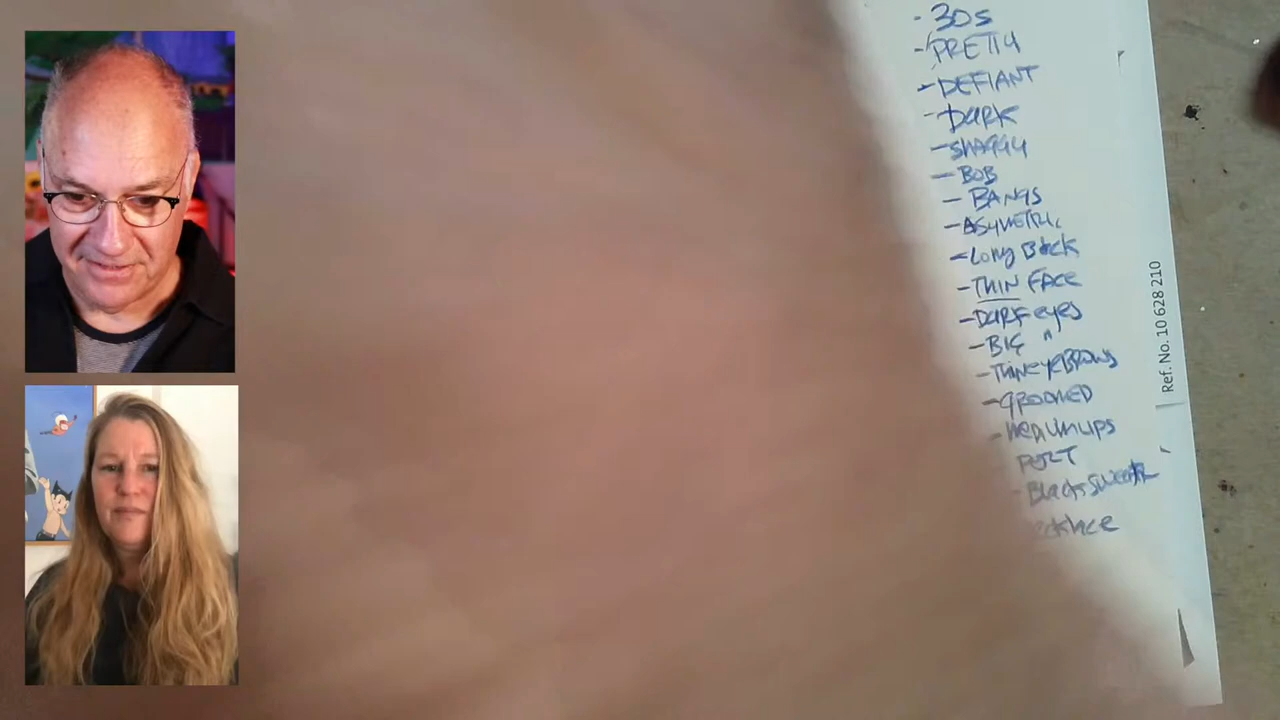 - 30s
- PRETTY
- DEFIANT
- DARK
- SHAGGY
- BOB
- BANGS
- ASYMETRIC
- Long Back
- THIN FACE
- DARK eyes
- BIG "
- THIN EYEBROWS
- GROOMED
- MEDIUM LIPS
PERT
- Black SWEATER
Ref. No. 10 628 210